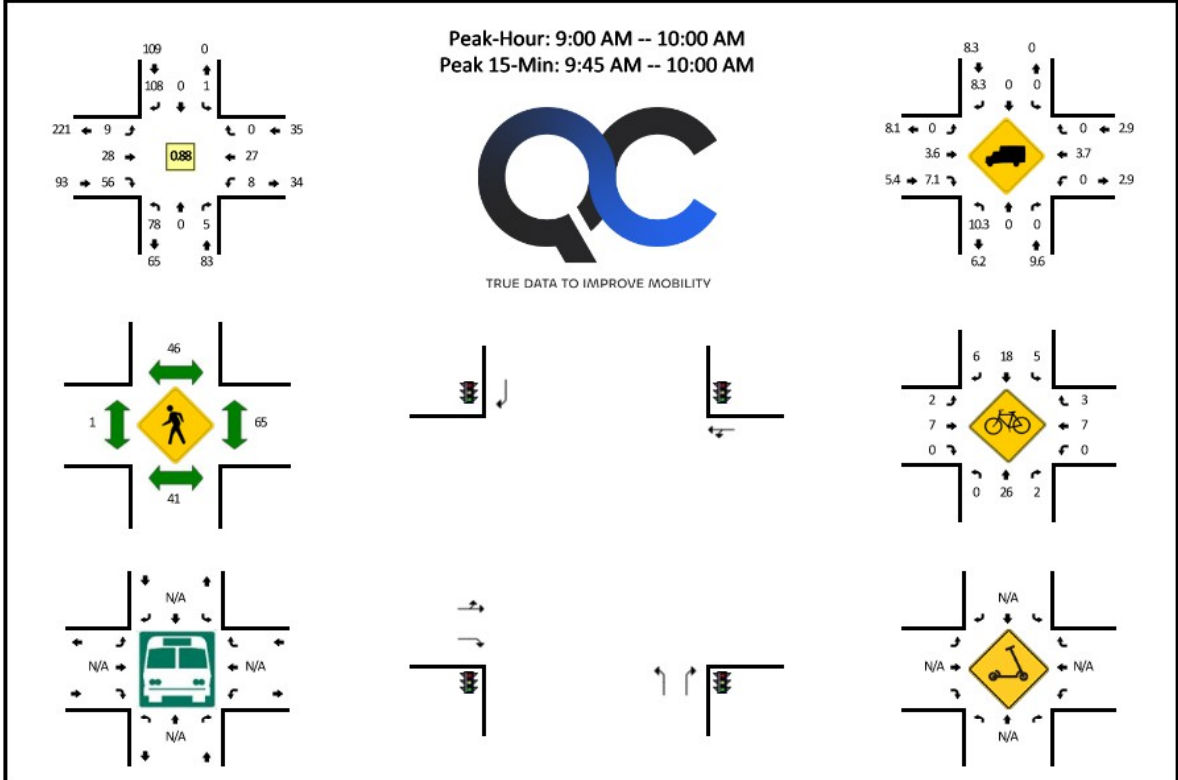 Peak-Hour: 9:00 AM -- 10:00 AM
Peak 15-Min: 9:45 AM -- 10:00 AM
109 0
108 0 1
221 9 0 35
28 0.88 27
93 56 8 34
78 0 5
65 83
QC
TRUE DATA TO IMPROVE MOBILITY
8.3 0
8.3 0 0
8.1 0 0 2.9
3.6 3.7
5.4 7.1 0 2.9
10.3 0 0
6.2 9.6
46
1 65
41
6 18 5
2 3
7 7
0 0
0 26 2
N/A
N/A N/A
N/A
N/A
N/A N/A
N/A